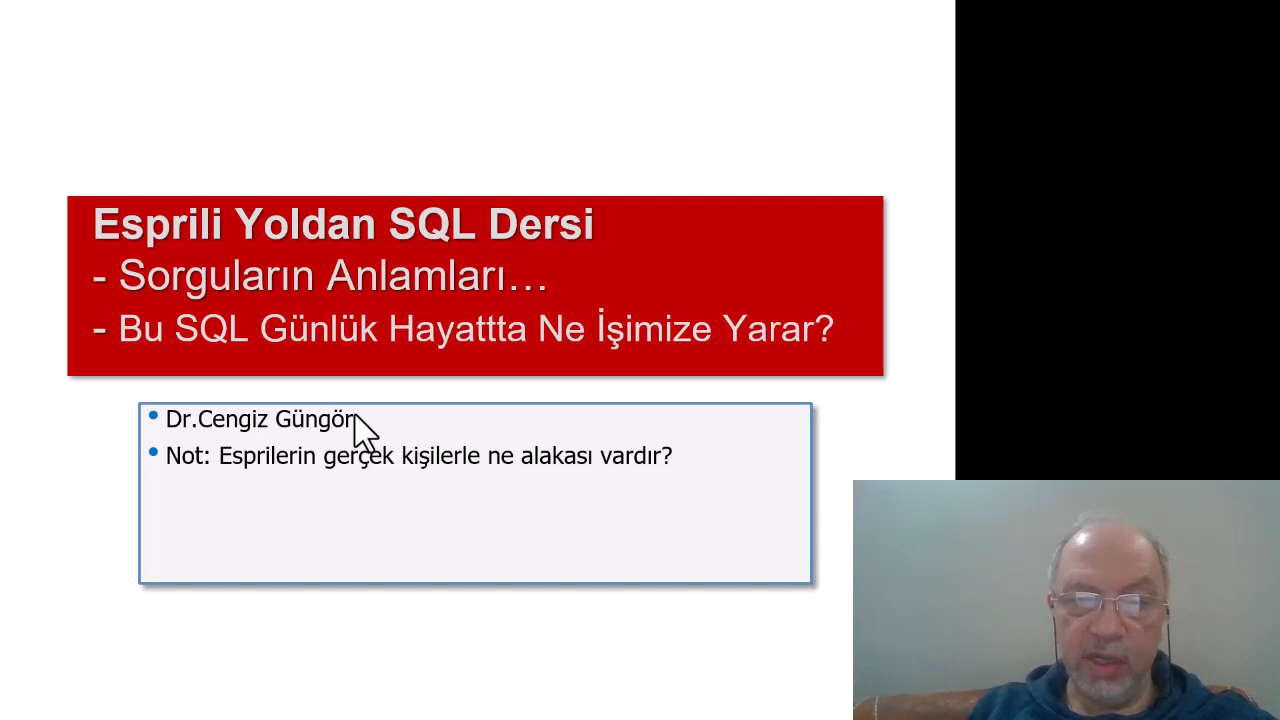 Esprili Yoldan SQL Dersi
- Sorguların Anlamları…
- Bu SQL Günlük Hayattta Ne İşimize Yarar?
• Dr.Cengiz Güngör
• Not: Esprilerin gerçek kişilerle ne alakası vardır?